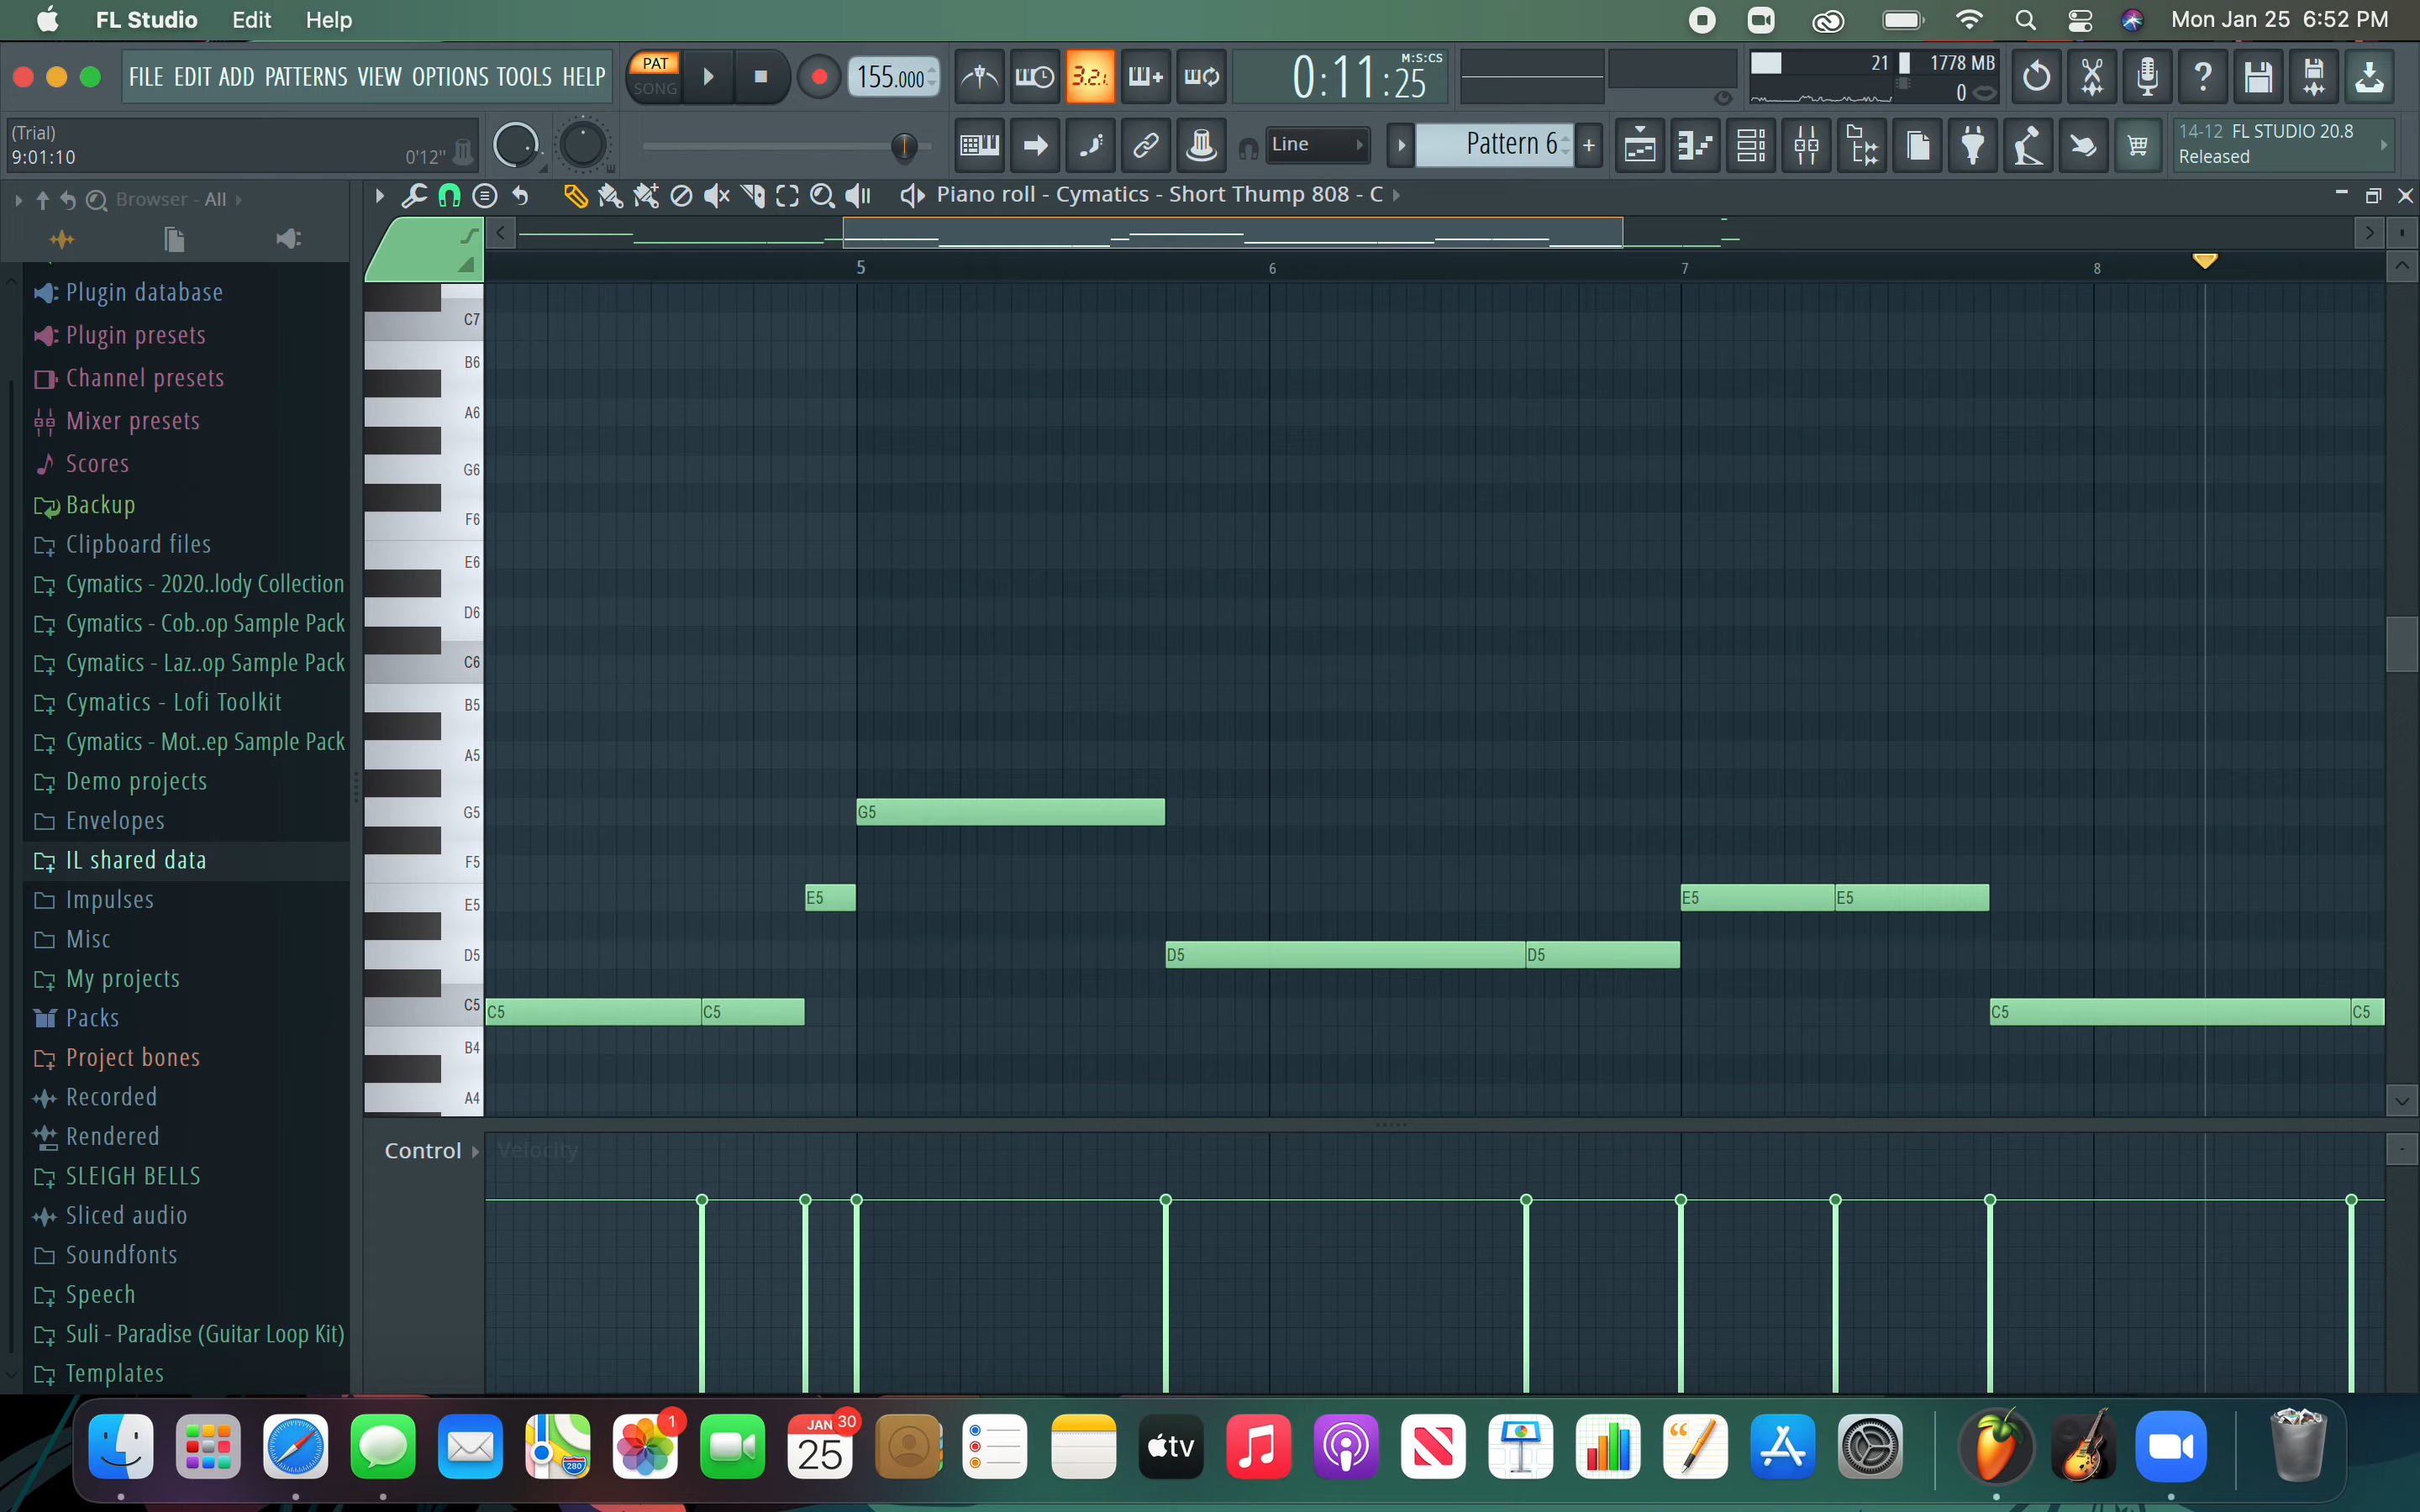 FL Studio Edit Help Mon Jan 25 6:52 PM
FILE EDIT ADD PATTERNS VIEW OPTIONS TOOLS HELP
PAT
SONG
155.000
3.2.
0:11:25
M:S:CS
21
1778 MB
0
(Trial)
9:01:10
0'12"
Line
Pattern 6
+
14-12 FL STUDIO 20.8
Released
Browser - All
Piano roll - Cymatics - Short Thump 808 - C
5 6 7 8
Plugin database
Plugin presets
Channel presets
Mixer presets
Scores
Backup
Clipboard files
Cymatics - 2020..lody Collection
Cymatics - Cob..op Sample Pack
Cymatics - Laz..op Sample Pack
Cymatics - Lofi Toolkit
Cymatics - Mot..ep Sample Pack
Demo projects
Envelopes
IL shared data
Impulses
Misc
My projects
Packs
Project bones
Recorded
Rendered
SLEIGH BELLS
Sliced audio
Soundfonts
Speech
Suli - Paradise (Guitar Loop Kit)
Templates
C7
B6
A6
G6
F6
E6
D6
C6
B5
A5
G5
F5
E5
D5
C5
B4
A4
G5
E5
E5
E5
D5
D5
C5
C5
C5
C5
Control
Velocity
280
1
JAN
30
25
tv